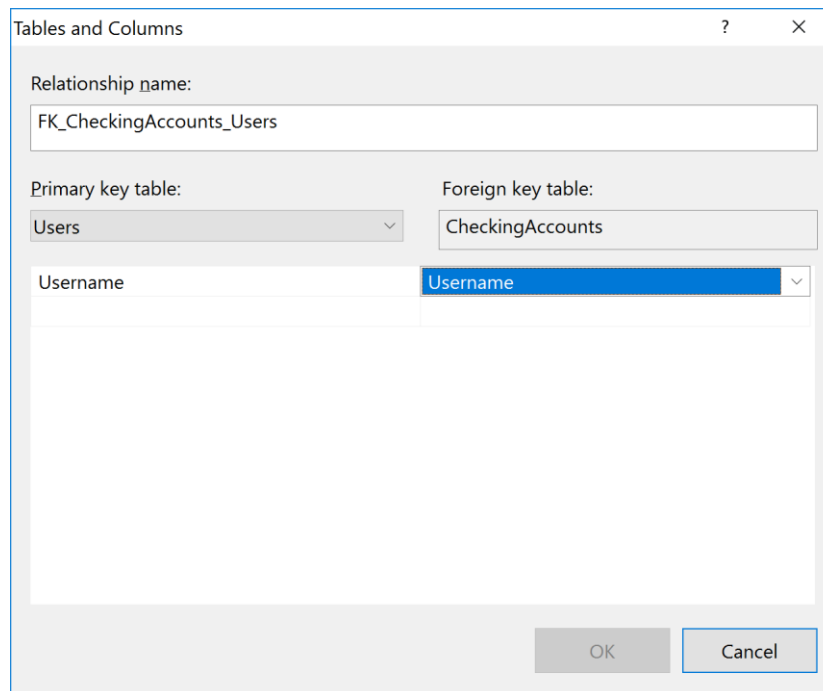 Tables and Columns ?
Relationship name:
FK_CheckingAccounts_Users
Primary key table: Foreign key table:
Users CheckingAccounts
Username Username
OK Cancel